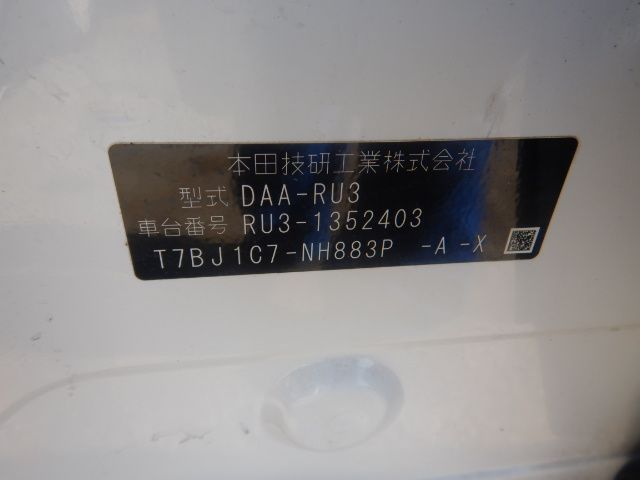 本田技研工業株式会社
型式 DAA-RU3
車台番号 RU3-1352403
T7BJ1C7-NH883P -A -X